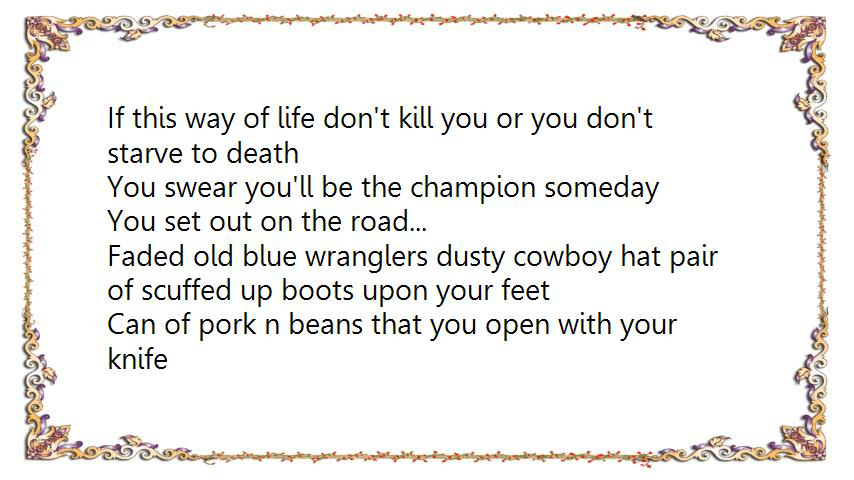 If this way of life don't kill you or you don't
starve to death
You swear you'll be the champion someday
You set out on the road...
Faded old blue wranglers dusty cowboy hat pair
of scuffed up boots upon your feet
Can of pork n beans that you open with your
knife